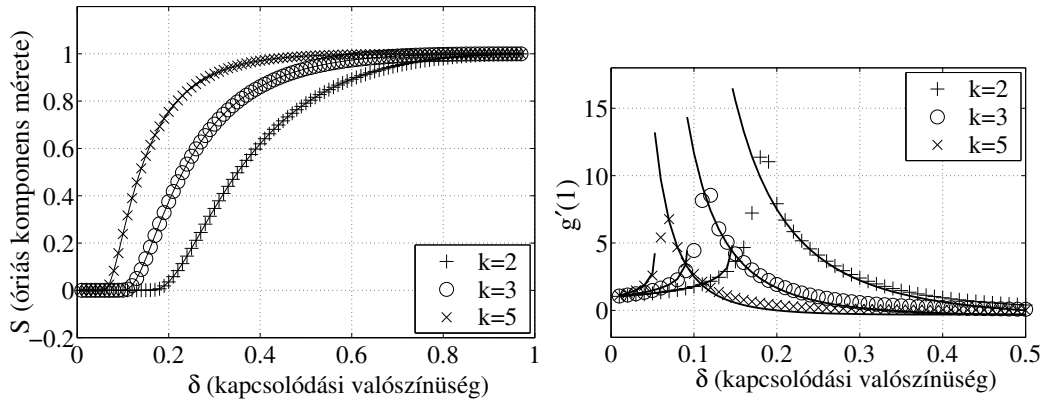 S (óriás komponens mérete)
1
0.8
0.6
0.4
0.2
0
−0.2
0
0.2
0.4
0.6
0.8
1
δ (kapcsolódási valószínüség)
k=2
k=3
k=5
g′(1)
15
10
5
0
0
0.1
0.2
0.3
0.4
0.5
δ (kapcsolódási valószínüség)
k=2
k=3
k=5